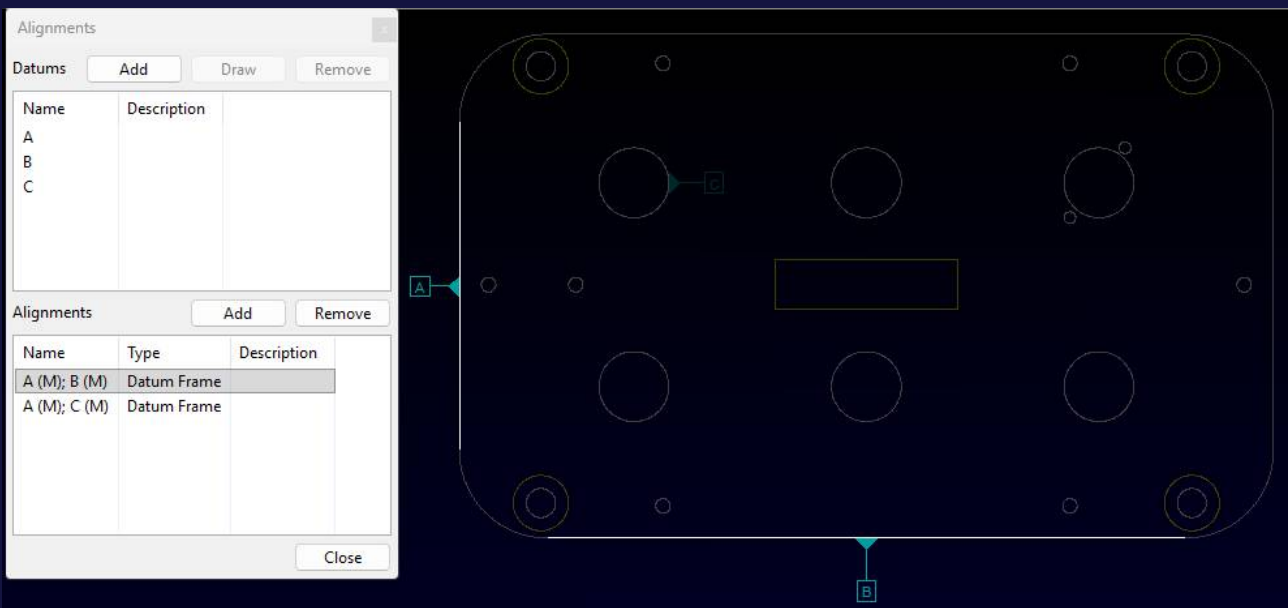 Alignments
x
Datums Add Draw Remove
Name Description
A
B
C
Alignments Add Remove
Name Type Description
A (M); B (M) Datum Frame
A (M); C (M) Datum Frame
Close
C
A
B